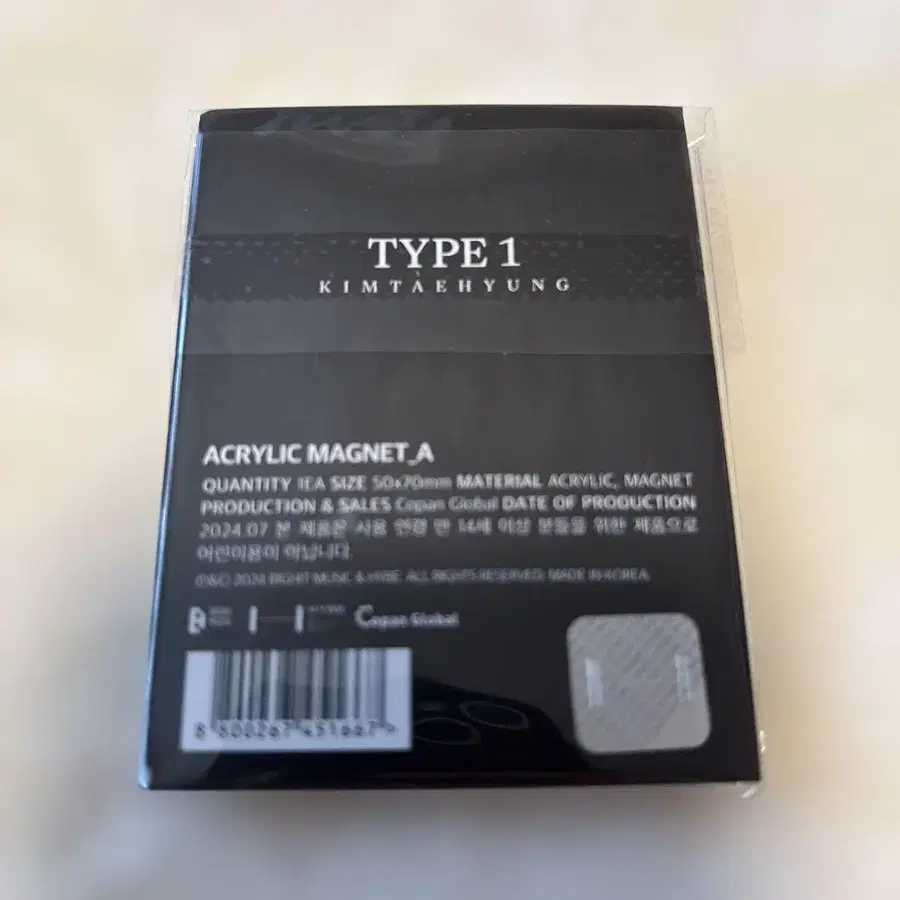 TYPE 1
KIMTAEHYUNG
ACRYLIC MAGNET_A
QUANTITY 1EA SIZE 50x70mm MATERIAL ACRYLIC, MAGNET
PRODUCTION & SALES Copan Global DATE OF PRODUCTION
2024.07 본 제품은 사용 연령 만 14세 이상 분들을 위한 제품으로
어린이용이 아닙니다.
©&℗ 2024 BIGHIT MUSIC & HYBE. ALL RIGHTS RESERVED. MADE IN KOREA
Copan Global
8 800267 451667 >